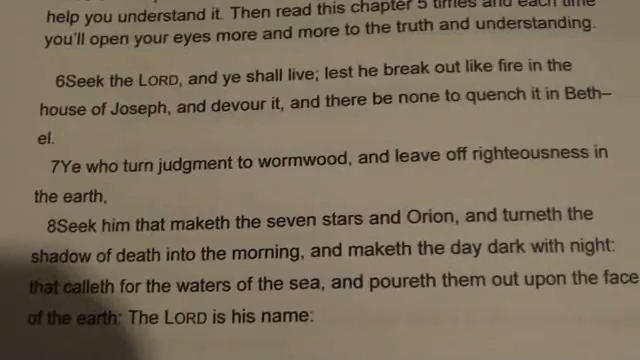 help you understand it. Then read this chapter 5 times and each time
you'll open your eyes more and more to the truth and understanding.
6Seek the LORD, and ye shall live; lest he break out like fire in the
house of Joseph, and devour it, and there be none to quench it in Beth–
el.
7Ye who turn judgment to wormwood, and leave off righteousness in
the earth,
8Seek him that maketh the seven stars and Orion, and turneth the
shadow of death into the morning, and maketh the day dark with night:
that calleth for the waters of the sea, and poureth them out upon the face
of the earth: The LORD is his name: